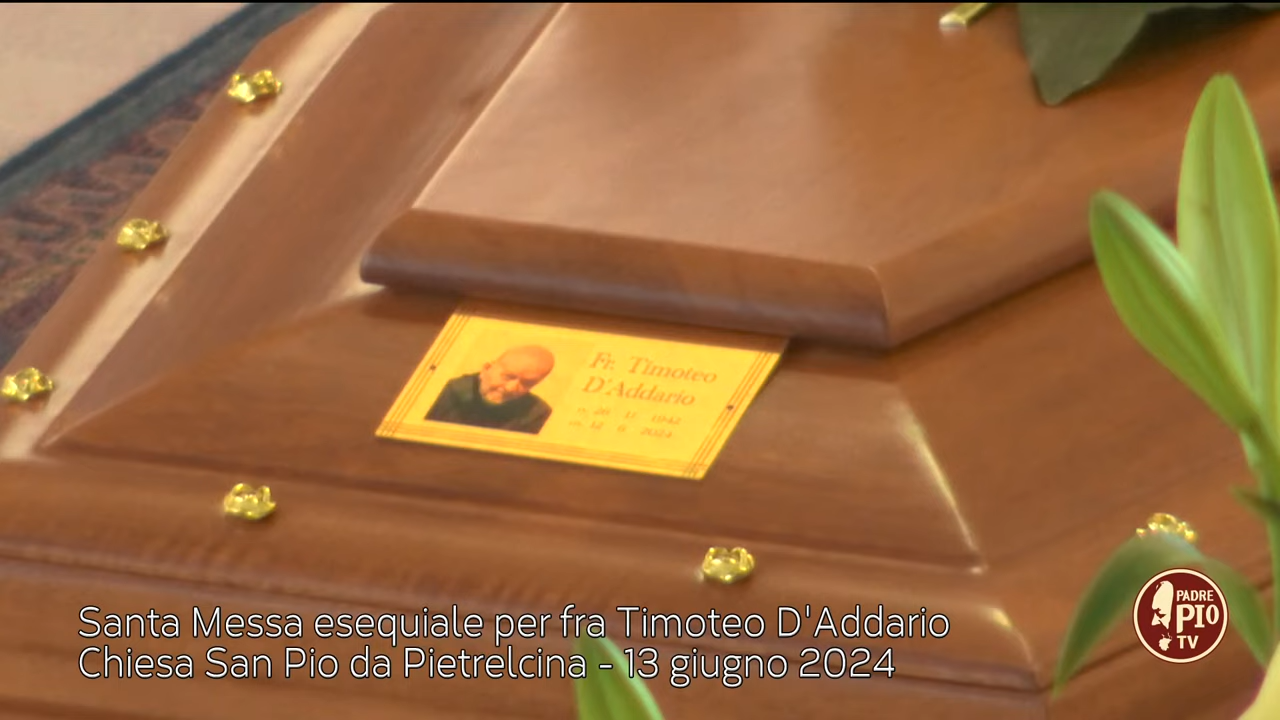 Fr. Timoteo
D'Addario
Santa Messa esequiale per fra Timoteo D'Addario
Chiesa San Pio da Pietrelcina - 13 giugno 2024
PADRE
PIO
TV